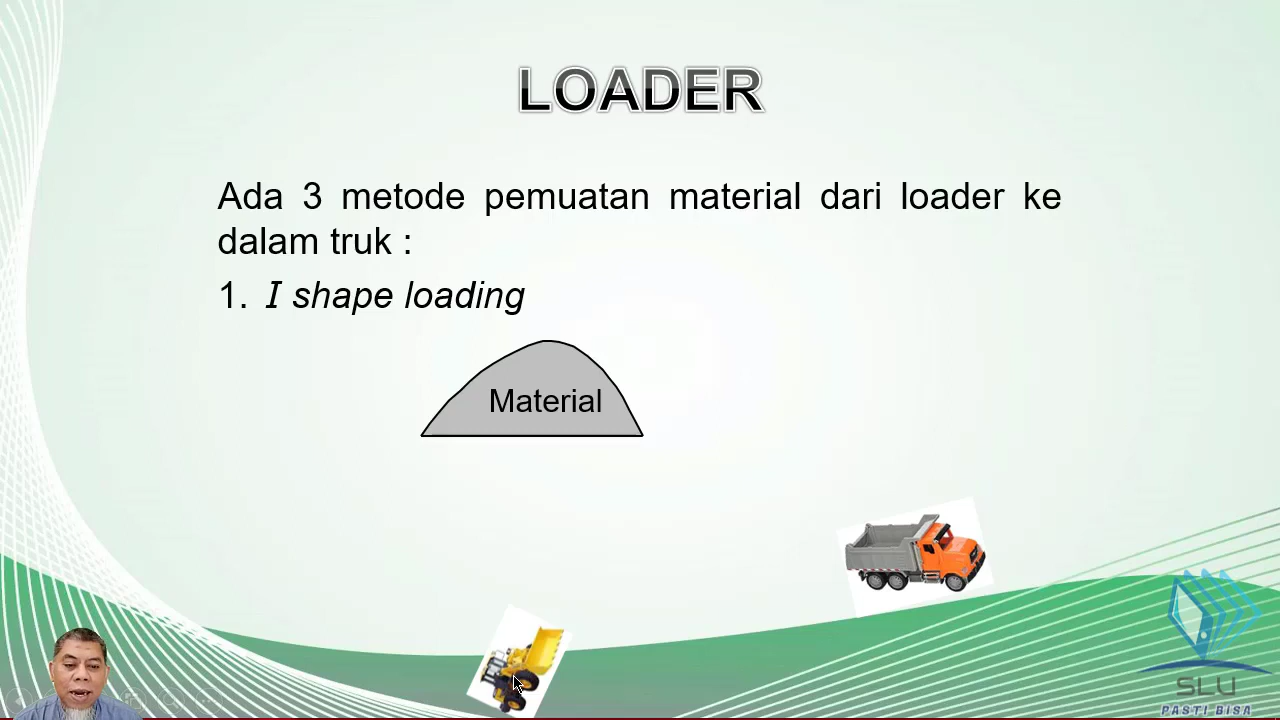 LOADER
Ada 3 metode pemuatan material dari loader ke
dalam truk :
1. I shape loading
Material
SLU
PASTI BISA